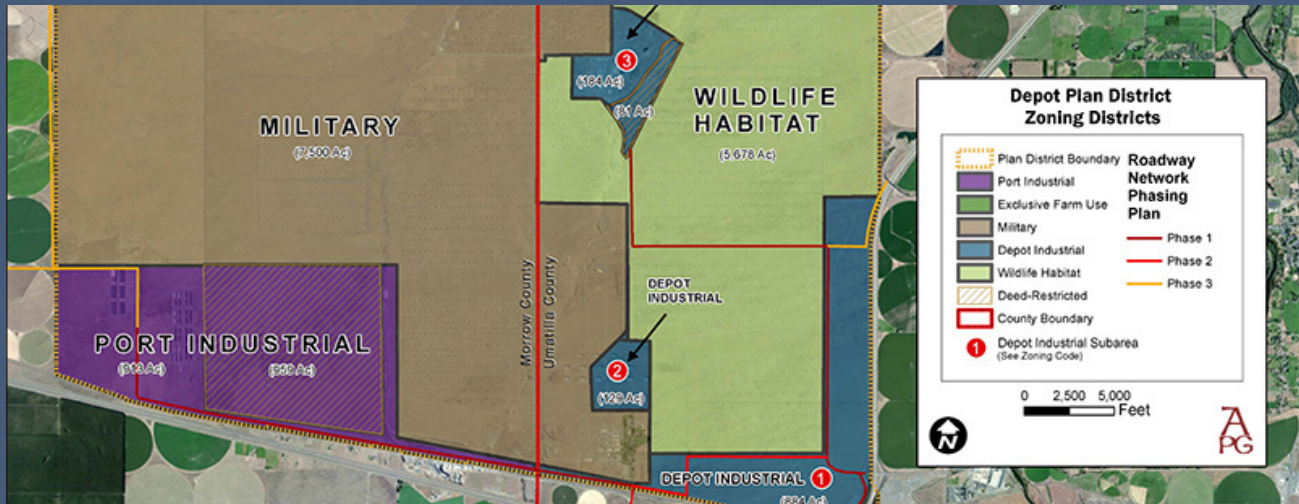 MILITARY
(7,500 Ac)
3
(184 Ac)
(81 Ac)
WILDLIFE
HABITAT
(5,678 Ac)
Morrow County
Umatilla County
DEPOT
INDUSTRIAL
2
(129 Ac)
PORT INDUSTRIAL
(913 Ac)
(959 Ac)
DEPOT INDUSTRIAL
1
(884 Ac)
Depot Plan District
Zoning Districts
Plan District Boundary
Port Industrial
Exclusive Farm Use
Military
Depot Industrial
Wildlife Habitat
Deed-Restricted
County Boundary
1 Depot Industrial Subarea
(See Zoning Code)
Roadway
Network
Phasing
Plan
Phase 1
Phase 2
Phase 3
0 2,500 5,000
Feet
N
APG